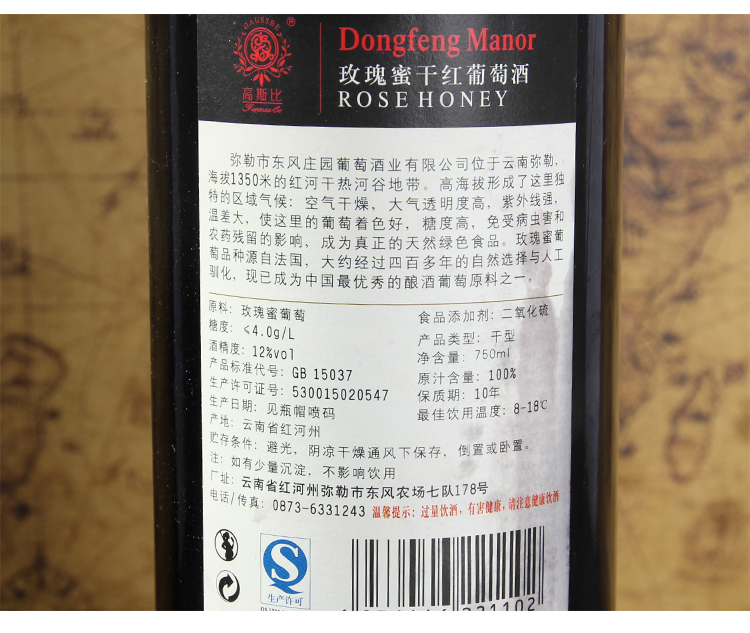 GAUSSBE
高斯比
Dongfeng Manor
玫瑰蜜干红葡萄酒
ROSE HONEY
弥勒市东风庄园葡萄酒业有限公司位于云南弥勒,
海拔1350米的红河干热河谷地带。高海拔形成了这里独
特的区域气候：空气干燥，大气透明度高，紫外线强，
温差大，使这里的葡萄着色好，糖度高，免受病虫害和
农药残留的影响，成为真正的天然绿色食品。玫瑰蜜葡
萄品种源自法国，大约经过四百多年的自然选择与人工
驯化，现已成为中国最优秀的酿酒葡萄原料之一。
原料：玫瑰蜜葡萄
糖度：≤4.0g/L
酒精度：12%vol
产品标准代号：GB 15037
生产许可证号：530015020547
生产日期：见瓶帽喷码
产地：云南省红河州
食品添加剂：二氧化硫
产品类型：干型
净含量：750ml
原汁含量：100%
保质期：10年
最佳饮用温度：8-18℃
贮存条件：避光，阴凉干燥通风下保存，倒置或卧置。
注：如有少量沉淀，不影响饮用
厂址：云南省红河州弥勒市东风农场七队178号
电话/传真：0873-6331243 温馨提示：过量饮酒，有害健康，请注意健康饮酒
QS
生产许可